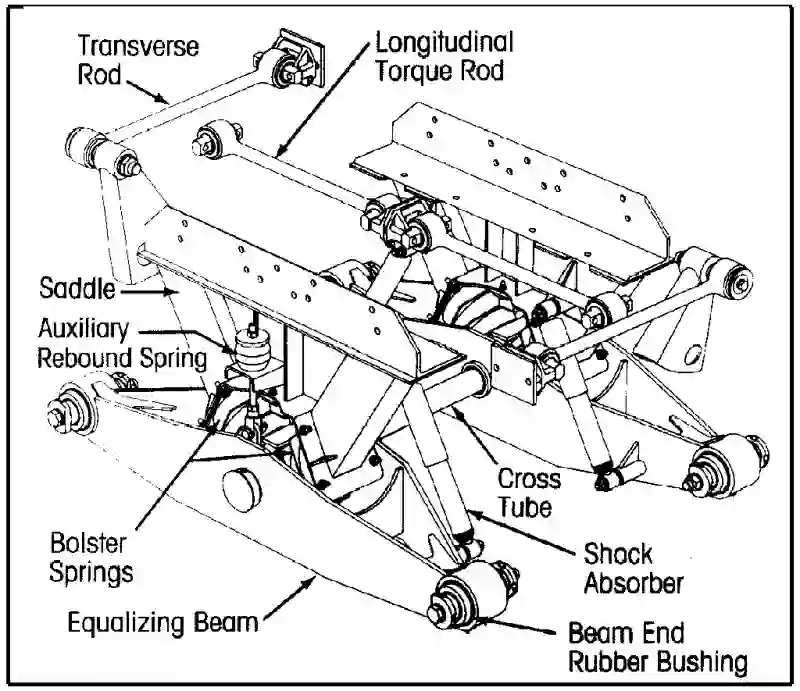 Transverse
Rod
Longitudinal
Torque Rod
Saddle
Auxiliary
Rebound Spring
Cross
Tube
Bolster
Springs
Shock
Absorber
Equalizing Beam
Beam End
Rubber Bushing